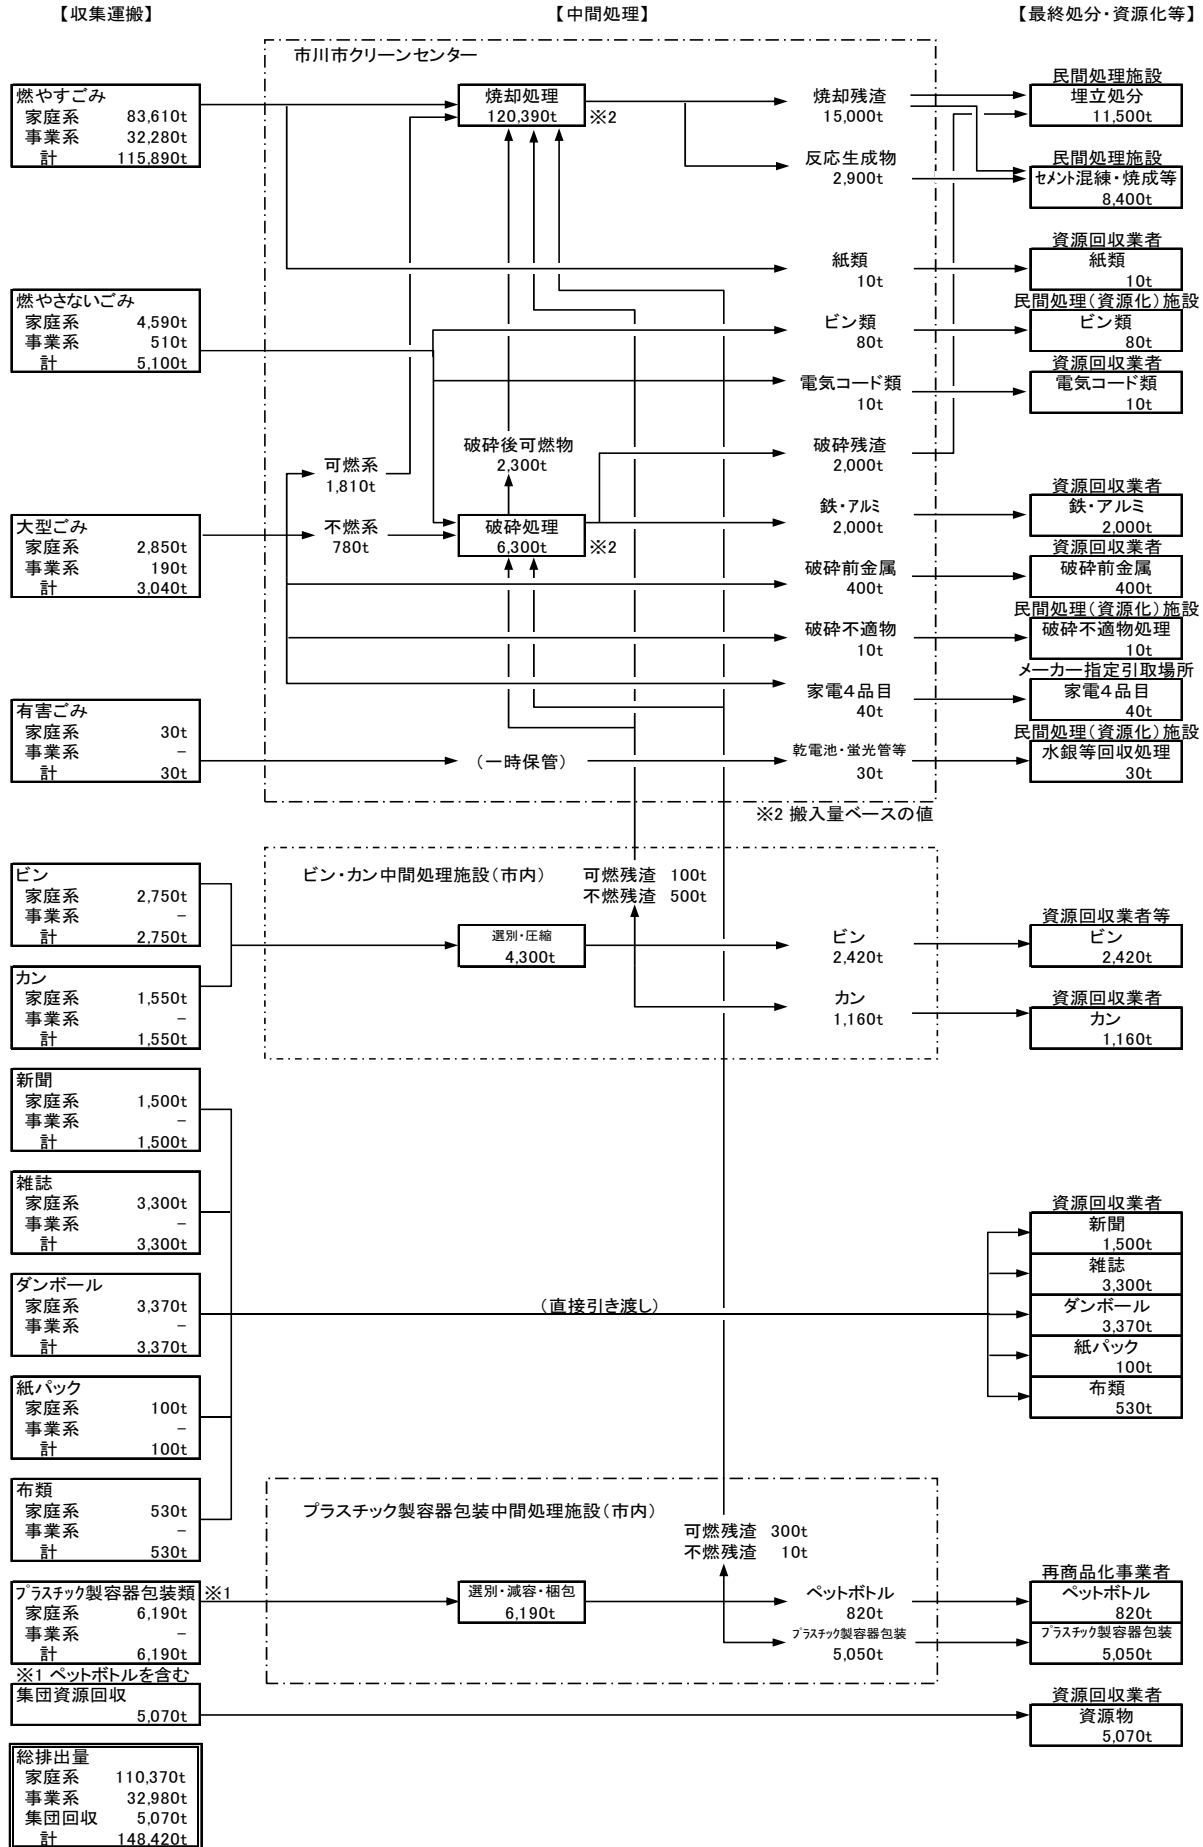 【収集運搬】
【中間処理】
【最終処分・資源化等】
市川市クリーンセンター
燃やすごみ
家庭系 83,610t
事業系 32,280t
計 115,890t
焼却処理
120,390t
※2
焼却残渣
15,000t
民間処理施設
埋立処分
11,500t
反応生成物
2,900t
民間処理施設
セメント混練・焼成等
8,400t
紙類
10t
資源回収業者
紙類
10t
燃やさないごみ
家庭系 4,590t
事業系 510t
計 5,100t
ビン類
80t
民間処理(資源化)施設
ビン類
80t
電気コード類
10t
資源回収業者
電気コード類
10t
可燃系
1,810t
破砕後可燃物
2,300t
破砕残渣
2,000t
大型ごみ
家庭系 2,850t
事業系 190t
計 3,040t
不燃系
780t
破砕処理
6,300t
※2
鉄・アルミ
2,000t
資源回収業者
鉄・アルミ
2,000t
破砕前金属
400t
資源回収業者
破砕前金属
400t
破砕不適物
10t
民間処理(資源化)施設
破砕不適物処理
10t
家電4品目
40t
メーカー指定引取場所
家電4品目
40t
有害ごみ
家庭系 30t
事業系 −
計 30t
(一時保管)
乾電池・蛍光管等
30t
民間処理(資源化)施設
水銀等回収処理
30t
※2 搬入量ベースの値
ビン・カン中間処理施設(市内)
可燃残渣 100t
不燃残渣 500t
ビン
家庭系 2,750t
事業系 −
計 2,750t
選別・圧縮
4,300t
ビン
2,420t
資源回収業者等
ビン
2,420t
カン
家庭系 1,550t
事業系 −
計 1,550t
カン
1,160t
資源回収業者
カン
1,160t
新聞
家庭系 1,500t
事業系 −
計 1,500t
雑誌
家庭系 3,300t
事業系 −
計 3,300t
ダンボール
家庭系 3,370t
事業系 −
計 3,370t
紙パック
家庭系 100t
事業系 −
計 100t
布類
家庭系 530t
事業系 −
計 530t
(直接引き渡し)
資源回収業者
新聞
1,500t
雑誌
3,300t
ダンボール
3,370t
紙パック
100t
布類
530t
プラスチック製容器包装中間処理施設(市内)
可燃残渣 300t
不燃残渣 10t
プラスチック製容器包装類 ※1
家庭系 6,190t
事業系 −
計 6,190t
※1 ペットボトルを含む
選別・減容・梱包
6,190t
ペットボトル
820t
プラスチック製容器包装
5,050t
再商品化事業者
ペットボトル
820t
プラスチック製容器包装
5,050t
集団資源回収
5,070t
資源回収業者
資源物
5,070t
総排出量
家庭系 110,370t
事業系 32,980t
集団回収 5,070t
計 148,420t